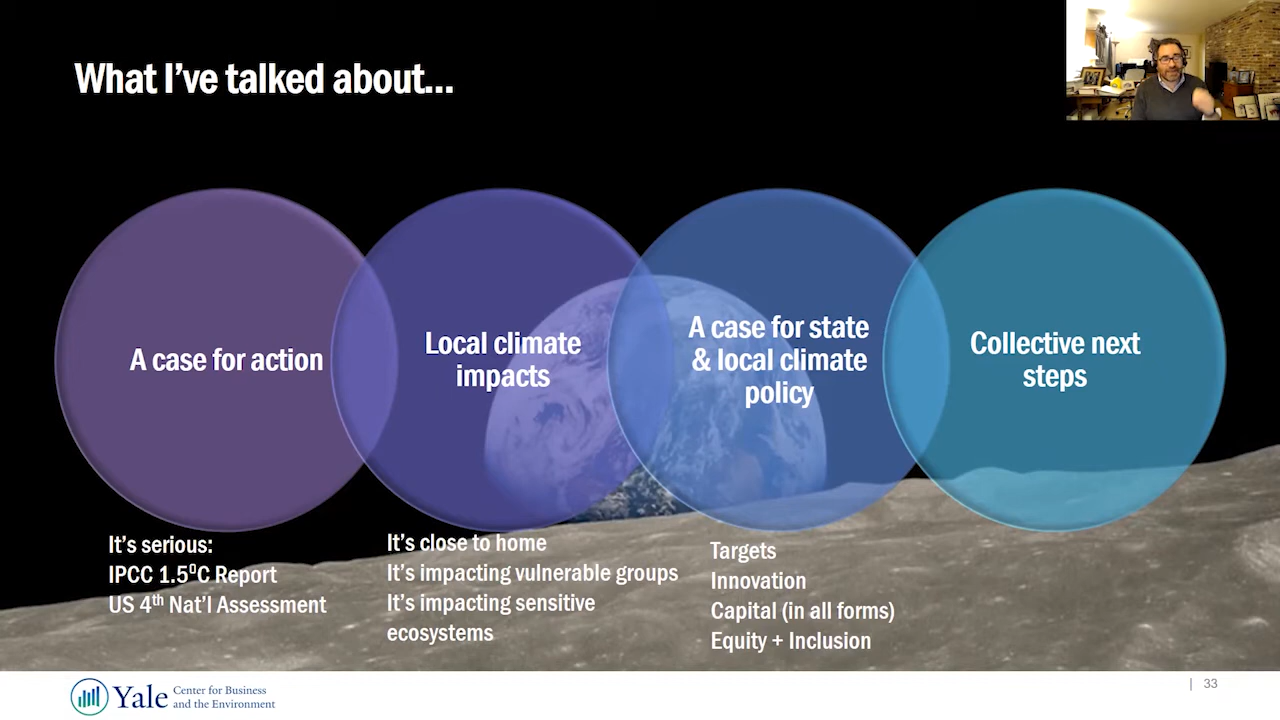 What I've talked about...
A case for action
Local climate
impacts
A case for state
& local climate
policy
Collective next
steps
It's serious:
IPCC 1.5⁰C Report
US 4th Nat'l Assessment
It's close to home
It's impacting vulnerable groups
It's impacting sensitive
ecosystems
Targets
Innovation
Capital (in all forms)
Equity + Inclusion
Yale
Center for Business
and the Environment
| 33